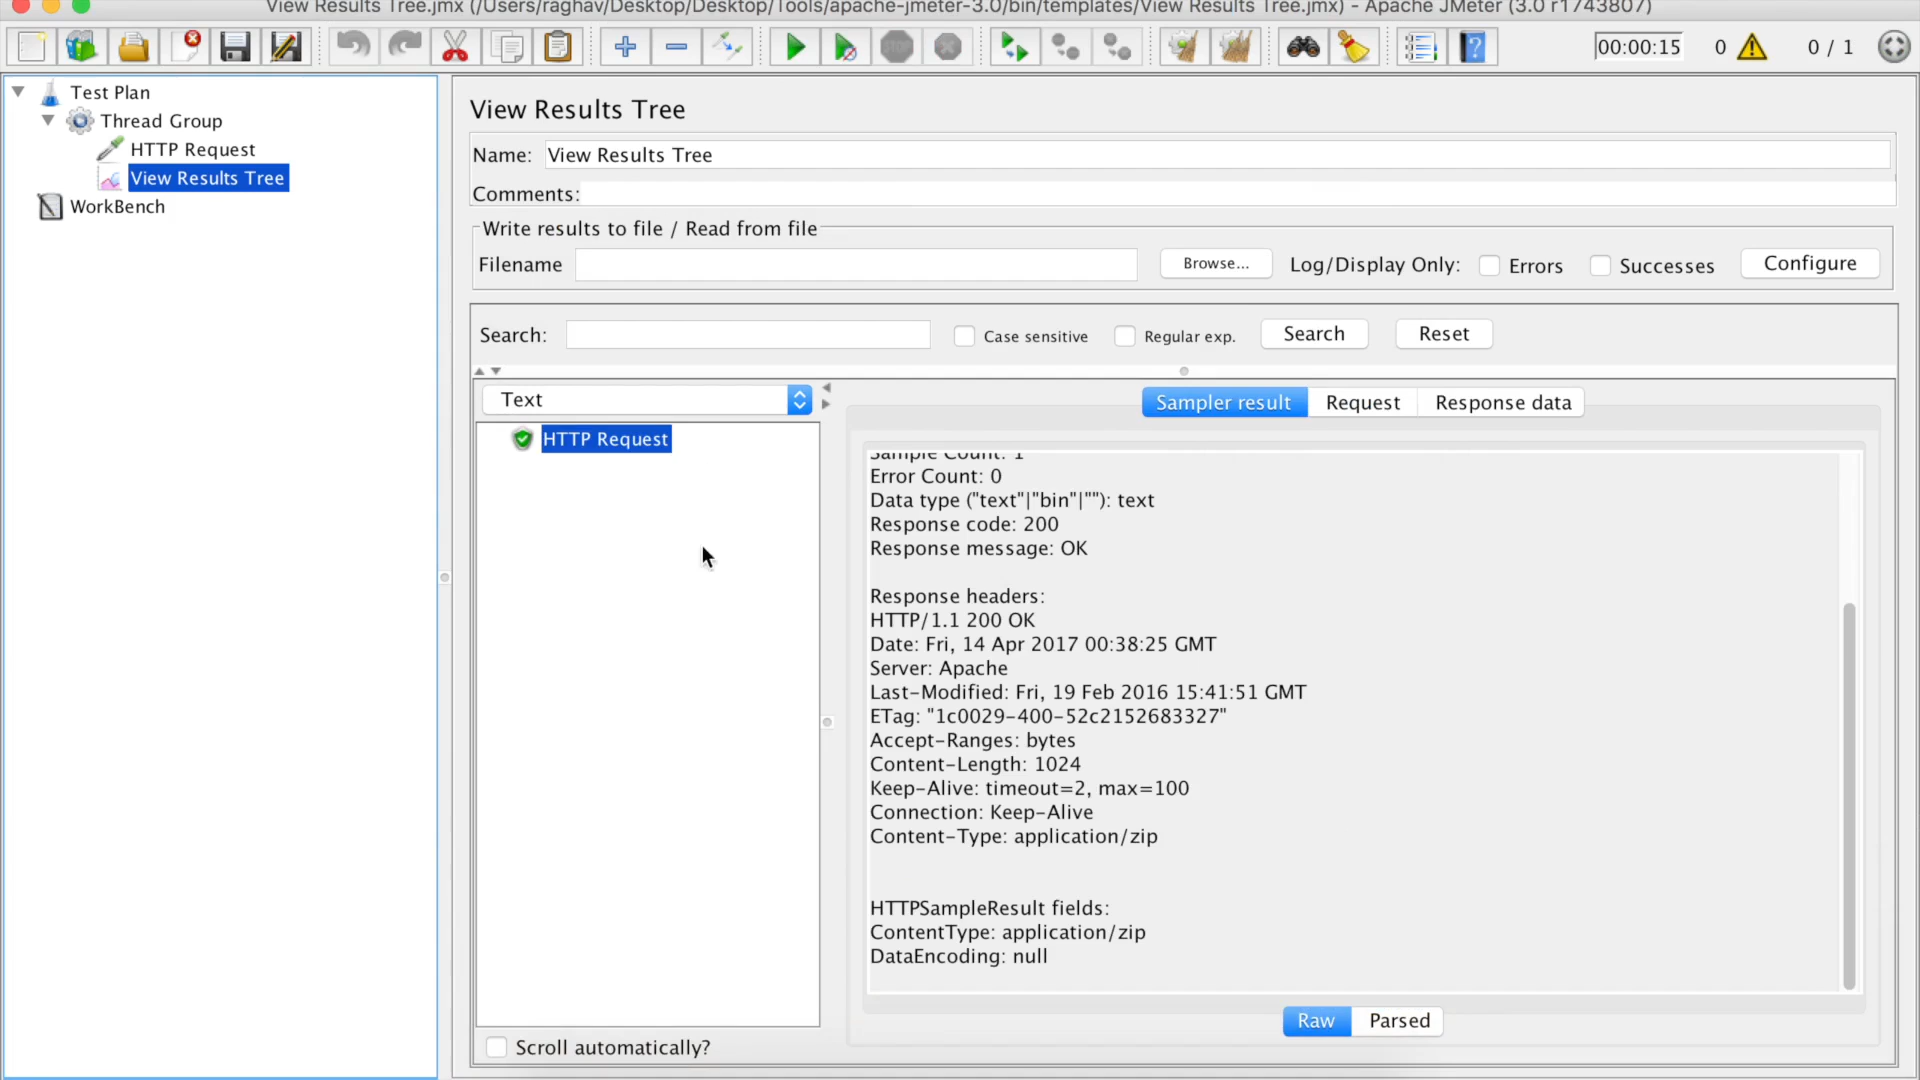 View Results Tree.jmx (/Users/raghav/Desktop/Desktop/Tools/apache-jmeter-3.0/bin/templates/View Results Tree.jmx) - Apache JMeter (3.0 r1743807)
STOP
?
00:00:15
0
0 / 1
Test Plan
Thread Group
HTTP Request
View Results Tree
WorkBench
View Results Tree
Name: View Results Tree
Comments:
Write results to file / Read from file
Filename
Browse...
Log/Display Only:
Errors
Successes
Configure
Search:
Case sensitive
Regular exp.
Search
Reset
Text
Sampler result
Request
Response data
HTTP Request
Sample Count: 1
Error Count: 0
Data type ("text"|"bin"|""): text
Response code: 200
Response message: OK
Response headers:
HTTP/1.1 200 OK
Date: Fri, 14 Apr 2017 00:38:25 GMT
Server: Apache
Last-Modified: Fri, 19 Feb 2016 15:41:51 GMT
ETag: "1c0029-400-52c2152683327"
Accept-Ranges: bytes
Content-Length: 1024
Keep-Alive: timeout=2, max=100
Connection: Keep-Alive
Content-Type: application/zip
HTTPSampleResult fields:
ContentType: application/zip
DataEncoding: null
Raw
Parsed
Scroll automatically?